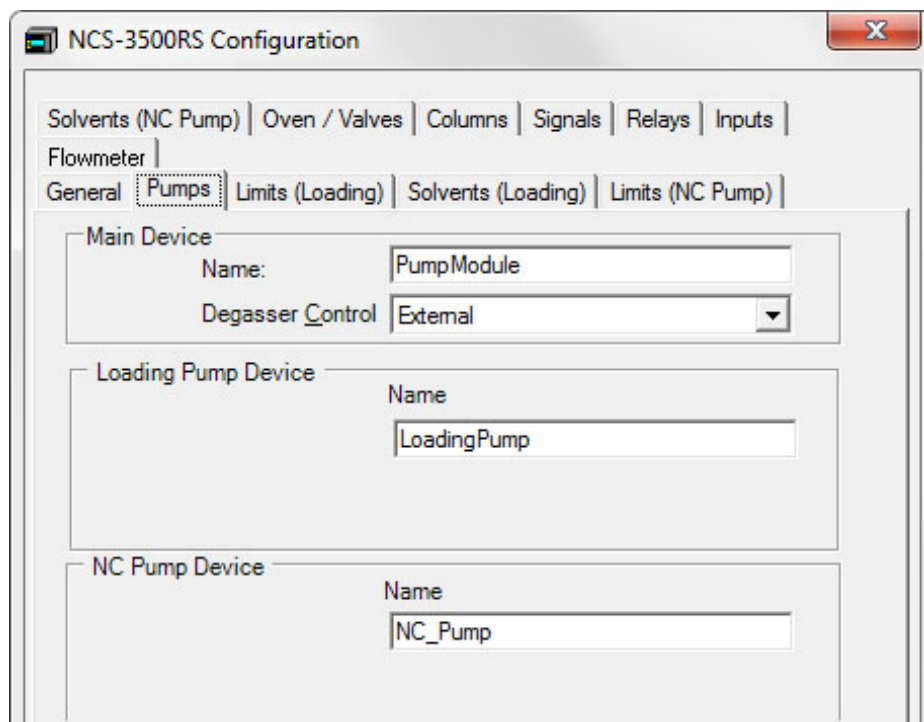 NCS-3500RS Configuration
x
Solvents (NC Pump) Oven / Valves Columns Signals Relays Inputs
Flowmeter
General Pumps Limits (Loading) Solvents (Loading) Limits (NC Pump)
Main Device
Name: PumpModule
Degasser Control External
Loading Pump Device
Name
LoadingPump
NC Pump Device
Name
NC_Pump